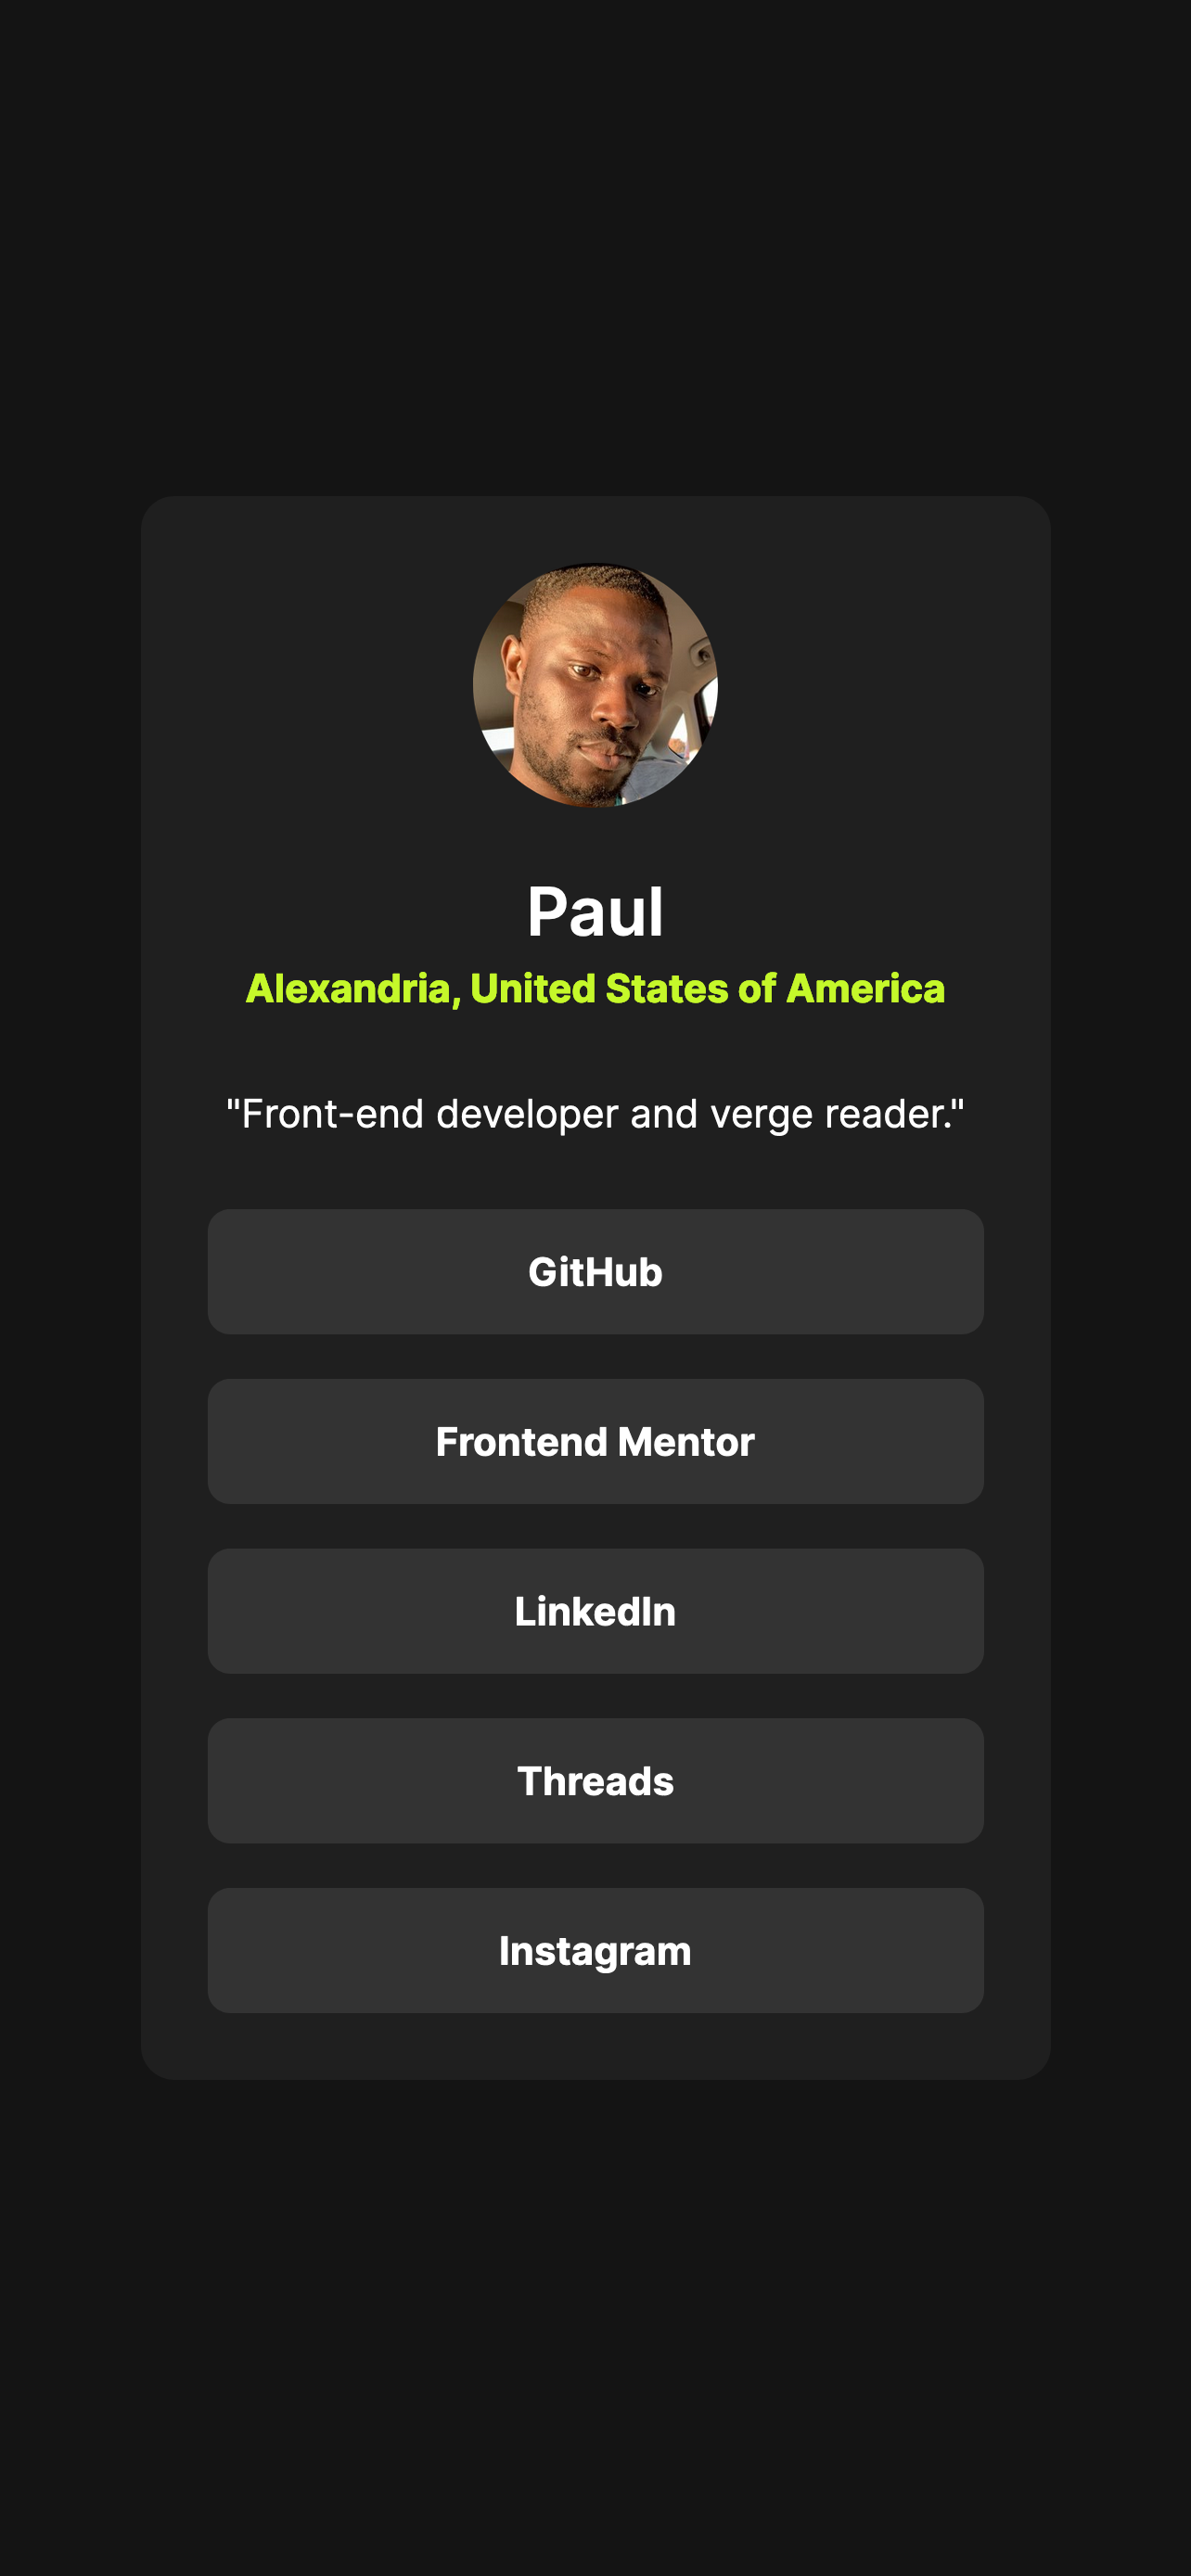 Paul
Alexandria, United States of America
"Front-end developer and verge reader."
GitHub
Frontend Mentor
LinkedIn
Threads
Instagram